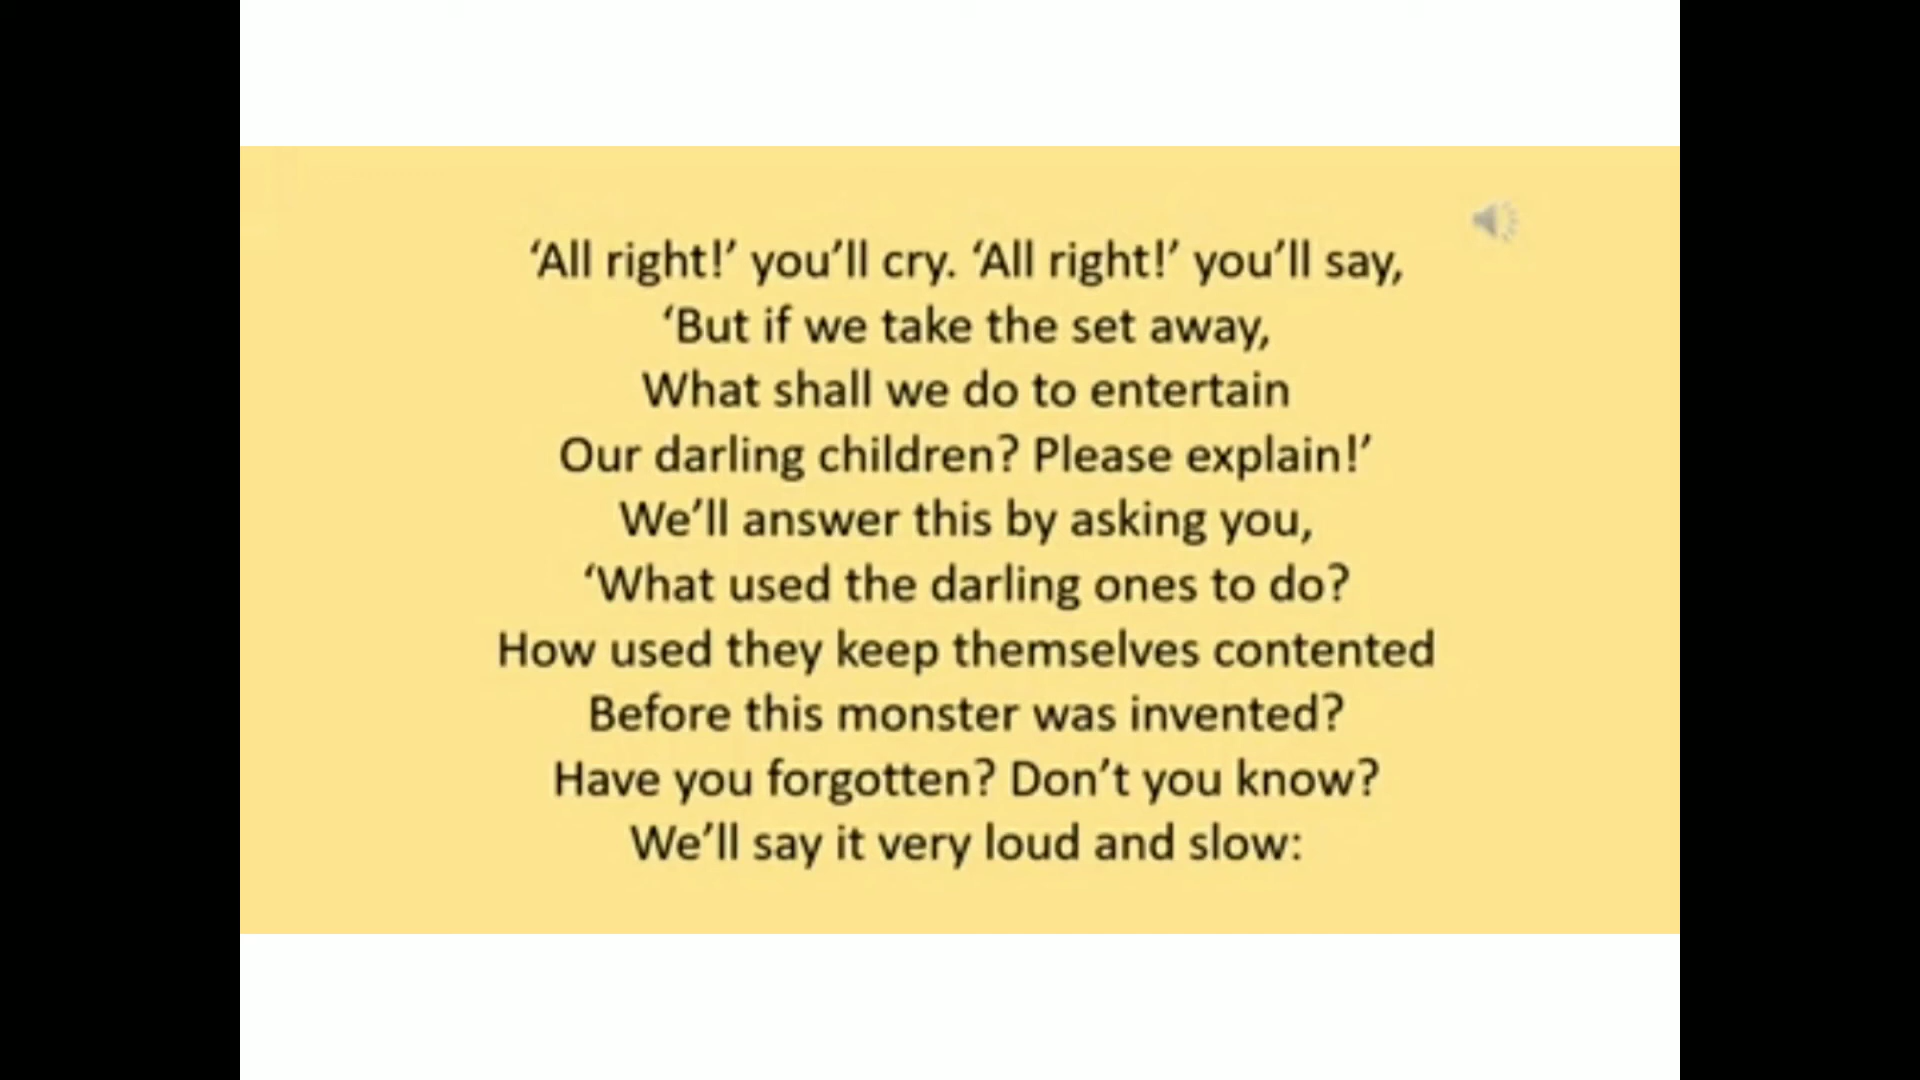 ‘All right!’ you’ll cry. ‘All right!’ you’ll say,
‘But if we take the set away,
What shall we do to entertain
Our darling children? Please explain!’
We’ll answer this by asking you,
‘What used the darling ones to do?
How used they keep themselves contented
Before this monster was invented?
Have you forgotten? Don’t you know?
We’ll say it very loud and slow: